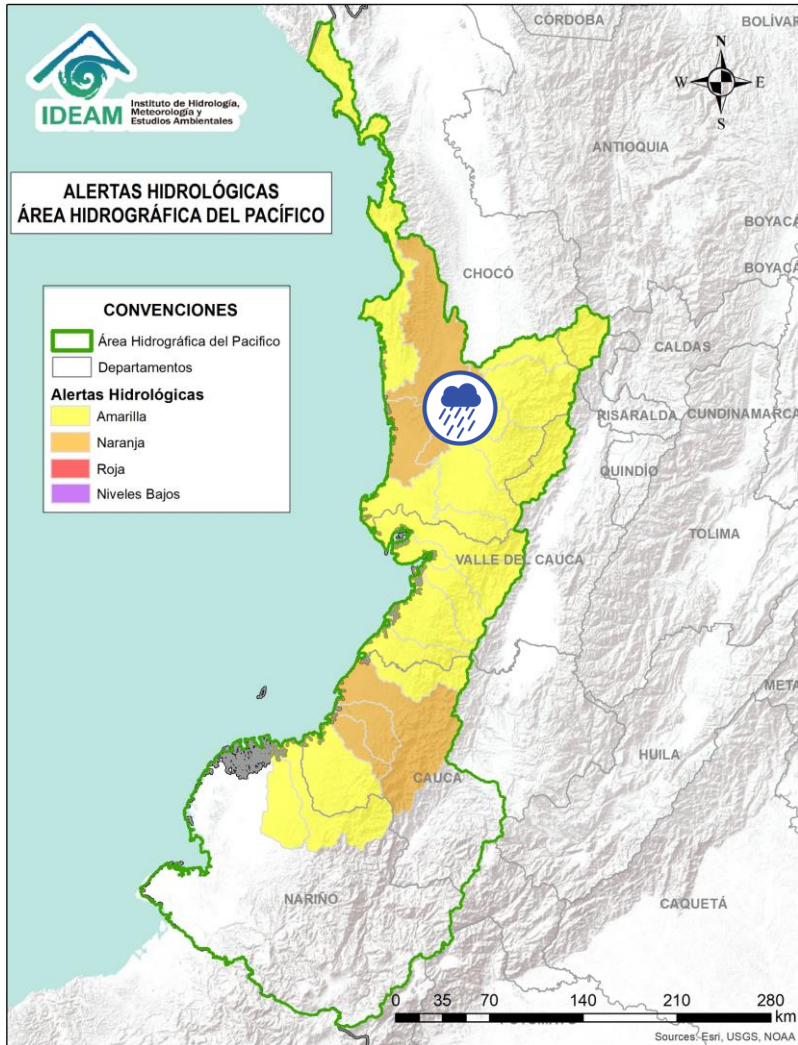 IDEAM
Instituto de Hidrología,
Meteorología y
Estudios Ambientales
ALERTAS HIDROLÓGICAS
ÁREA HIDROGRÁFICA DEL PACÍFICO
CONVENCIONES
Área Hidrográfica del Pacifico
Departamentos
Alertas Hidrológicas
Amarilla
Naranja
Roja
Niveles Bajos
N
W
E
S
CÓRDOBA
BOLÍVAR
ANTIOQUIA
BOYACÁ
BOYACÁ
CHOCÓ
CALDAS
RISARALDA
CUNDINAMARCA
QUINDÍO
TOLIMA
VALLE DEL CAUCA
META
HUILA
CAUCA
NARIÑO
CAQUETÁ
0 35 70 140 210 280
km
Sources: Esri, USGS, NOAA